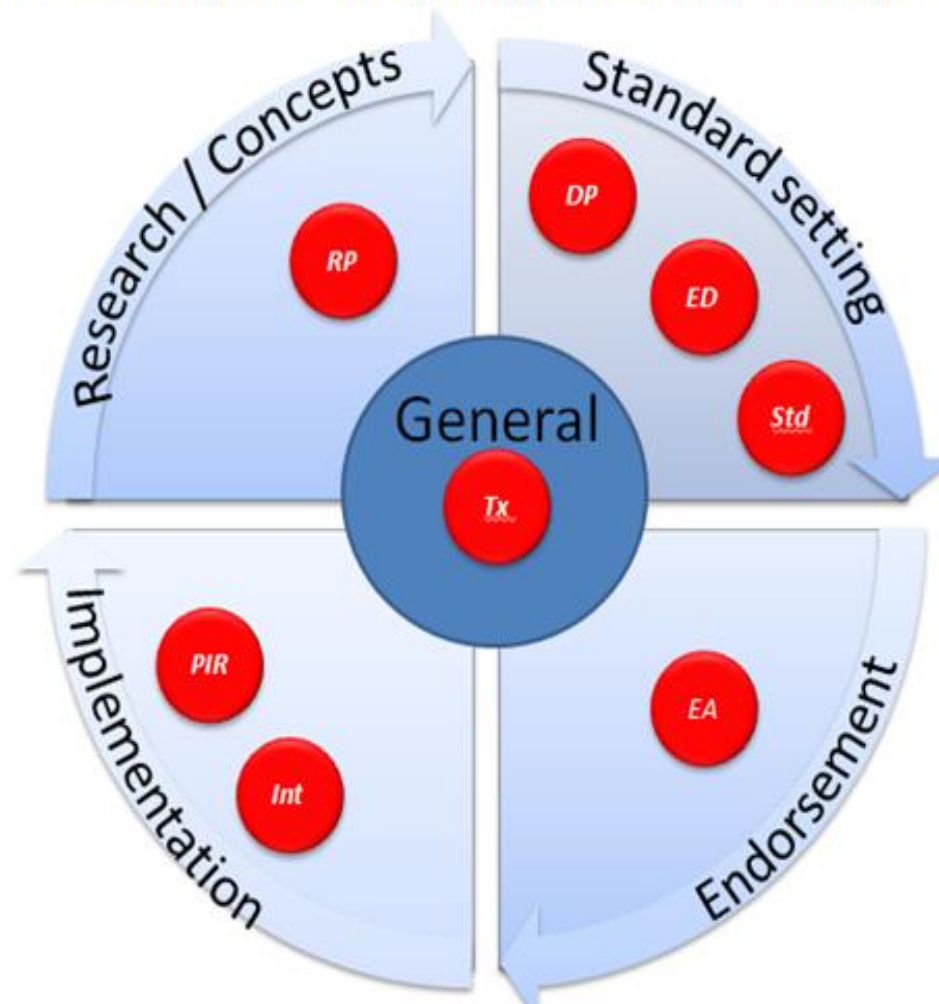 Research / Concepts
RP
Standard setting
DP
ED
Std
General
Tx
Implementation
PIR
Int
Endorsement
EA